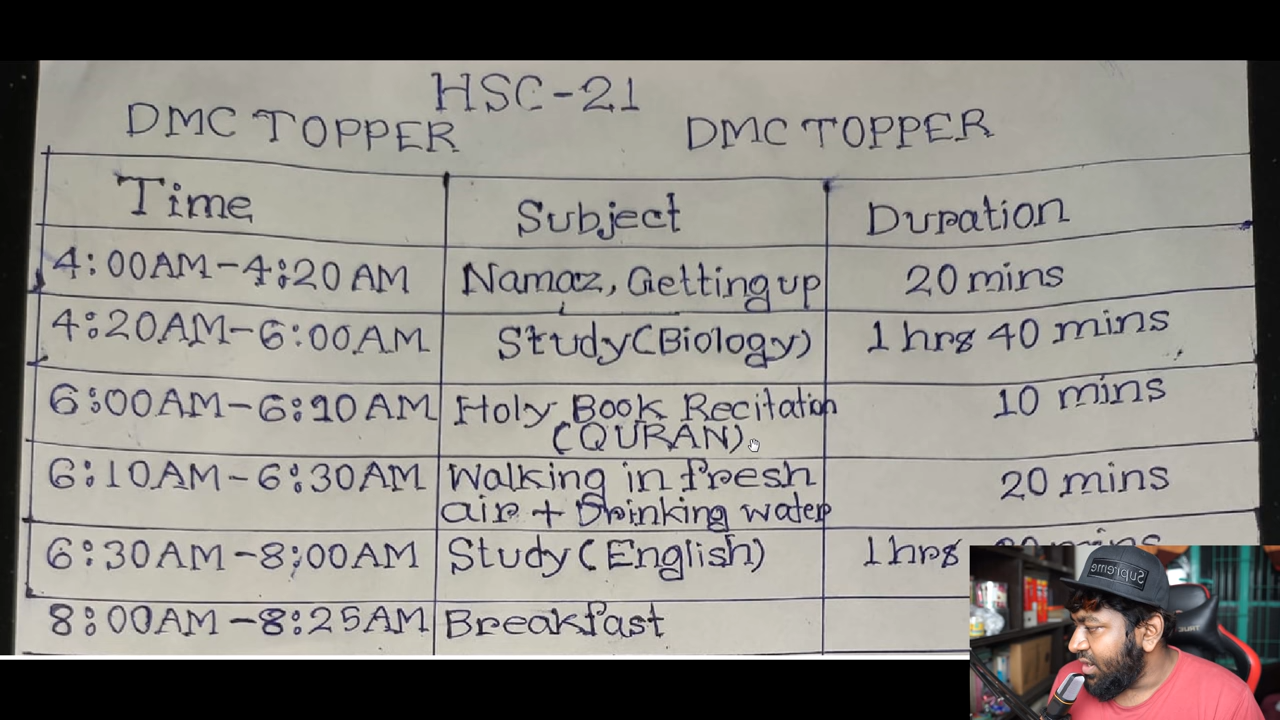 HSC-21
DMC TOPPER DMC TOPPER
Time Subject Duration
4:00AM-4:20AM Namaz, Getting up 20 mins
4:20AM-6:00AM Study(Biology) 1 hrs 40 mins
6:00AM-6:10AM Holy Book Recitation 10 mins
(QURAN)
6:10AM-6:30AM Walking in fresh 20 mins
air + Drinking water
6:30AM-8:00AM Study(English) 1 hrs
8:00AM-8:25AM Breakfast
Supreme